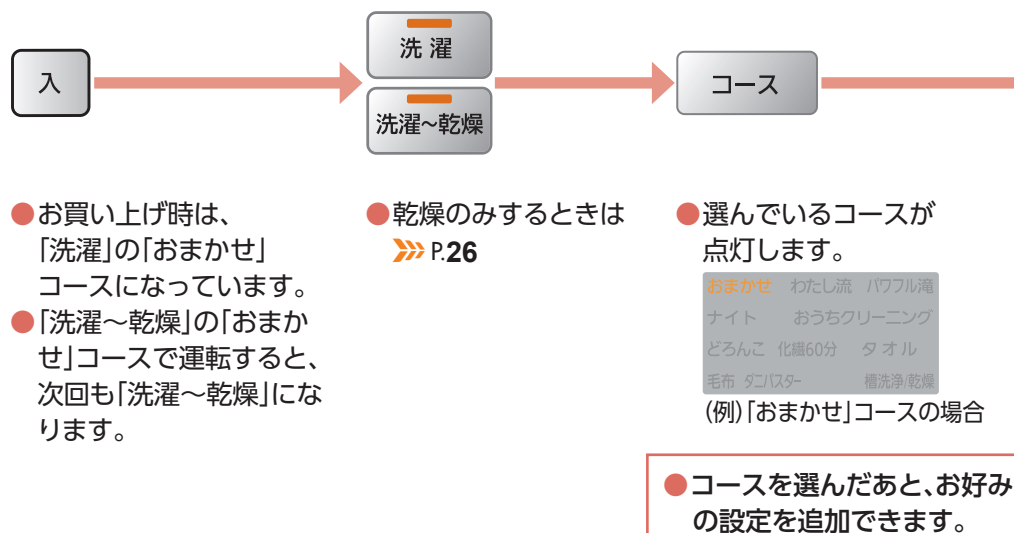 入
洗 濯
洗濯~乾燥
コース
●お買い上げ時は、
「洗濯」の「おまかせ」
コースになっています。
●「洗濯～乾燥」の「おまか
せ」コースで運転すると、
次回も「洗濯～乾燥」にな
ります。
●乾燥のみするときは
P.26
●選んでいるコースが
点灯します。
おまかせ わたし流 パワフル滝
ナイト おうちクリーニング
どろんこ 化繊60分 タオル
毛布 ダニバスター 槽洗浄/乾燥
(例)「おまかせ」コースの場合
●コースを選んだあと、お好み
の設定を追加できます。